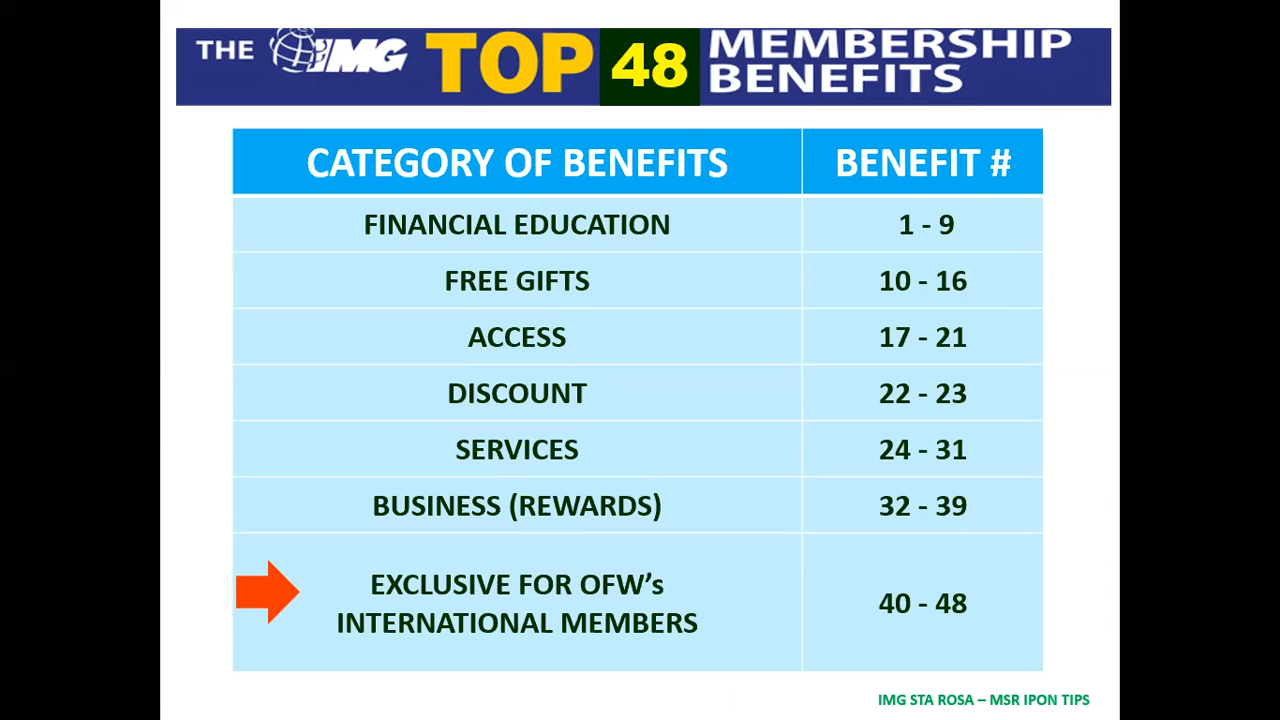 THE IMG TOP 48 MEMBERSHIP BENEFITS
CATEGORY OF BENEFITS BENEFIT #
FINANCIAL EDUCATION 1 - 9
FREE GIFTS 10 - 16
ACCESS 17 - 21
DISCOUNT 22 - 23
SERVICES 24 - 31
BUSINESS (REWARDS) 32 - 39
EXCLUSIVE FOR OFW’s
INTERNATIONAL MEMBERS 40 - 48
IMG STA ROSA – MSR IPON TIPS